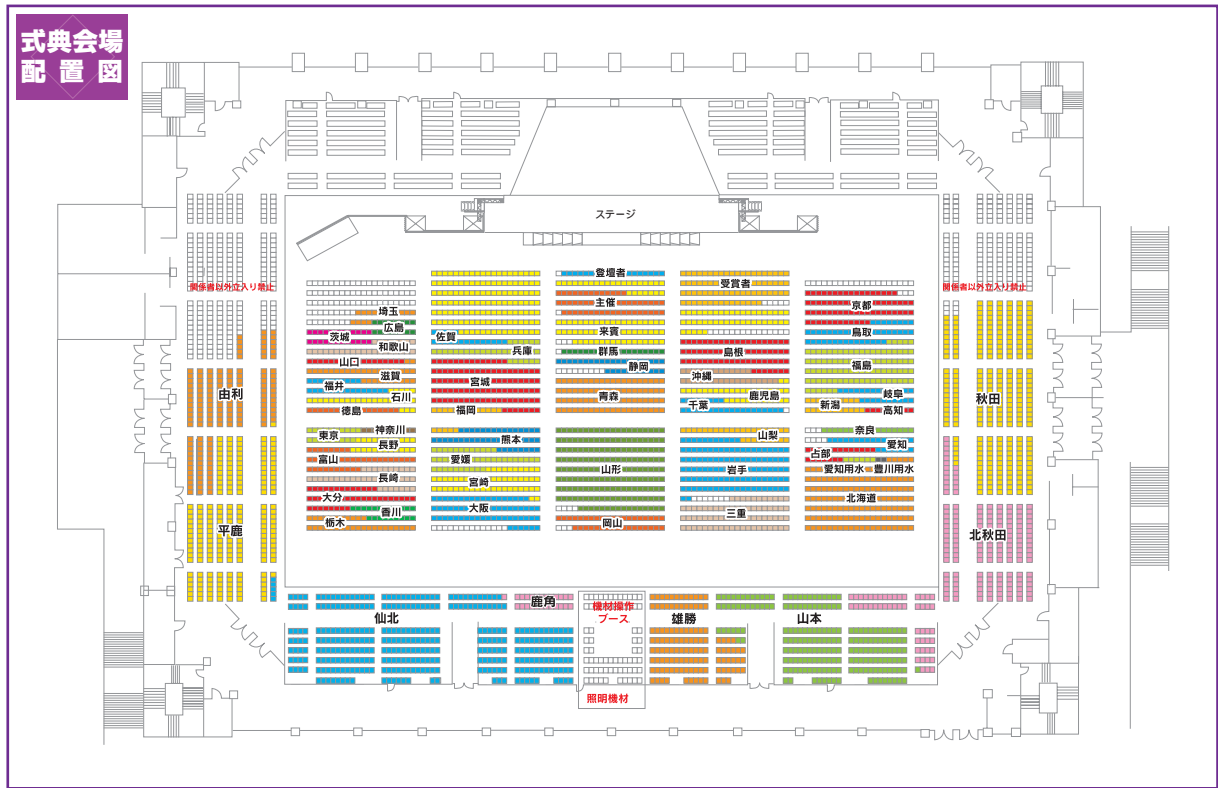 式典会場
配置図
ステージ
関係者以外立入り禁止
関係者以外立入り禁止
登壇者
受賞者
主催
京都
埼玉
広島
茨城
和歌山
佐賀
兵庫
来賓
群馬
静岡
島根
鳥取
福島
山口
滋賀
福井
石川
徳島
宮城
福岡
青森
沖縄
鹿児島
千葉
岐阜
新潟
高知
東京
神奈川
長野
富山
長崎
大分
香川
栃木
熊本
愛媛
宮崎
大阪
山形
岡山
山梨
岩手
三重
奈良
愛知
占部
愛知用水
豊川用水
北海道
由利
平鹿
秋田
北秋田
仙北
鹿角
機材操作
ブース
雄勝
山本
照明機材